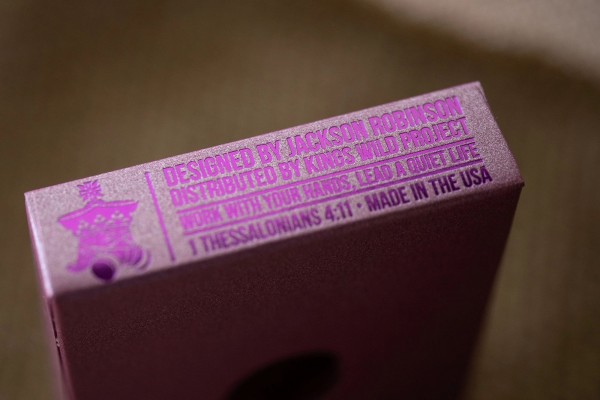 DESIGNED BY JACKSON ROBINSON
DISTRIBUTED BY KINGS WILD PROJECT
WORK WITH YOUR HANDS, LEAD A QUIET LIFE
1 THESSALONIANS 4:11 · MADE IN THE USA